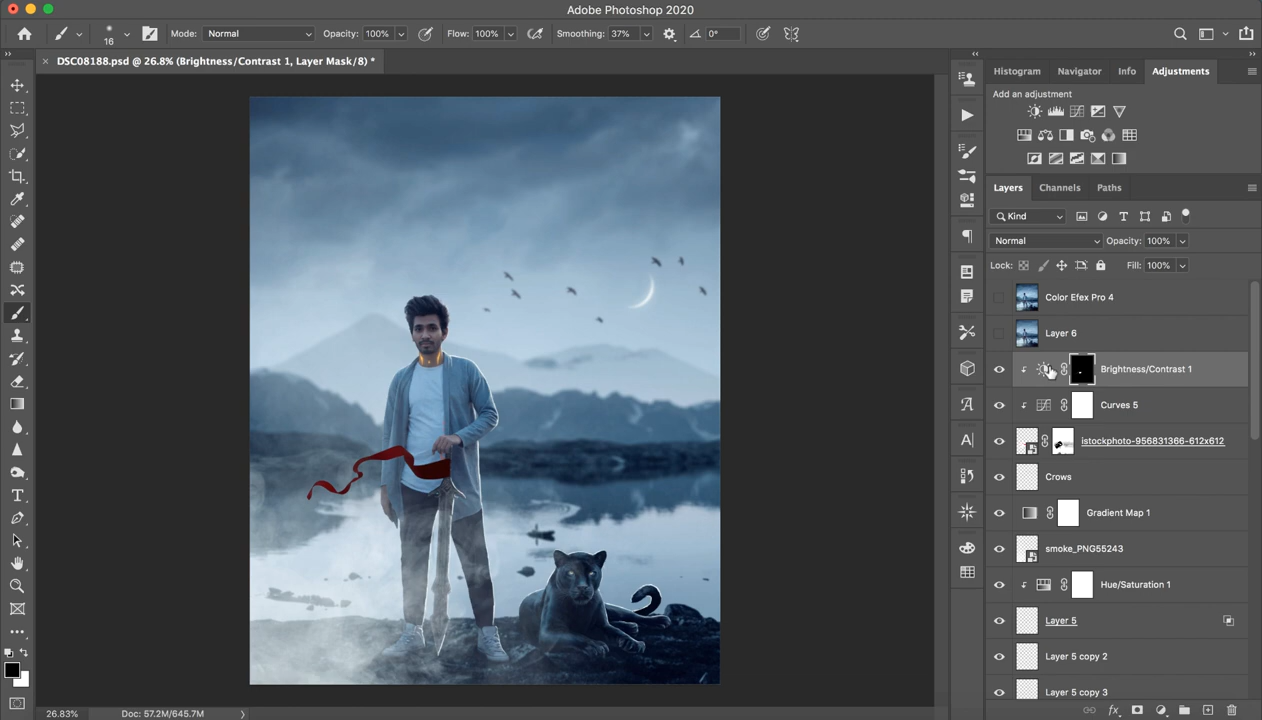 Adobe Photoshop 2020
16 Mode: Normal Opacity: 100% Flow: 100% Smoothing: 37% 0°
DSC08188.psd @ 26.8% (Brightness/Contrast 1, Layer Mask/8) *
Histogram Navigator Info Adjustments
Add an adjustment
Layers Channels Paths
Kind
Normal Opacity: 100%
Lock: Fill: 100%
Color Efex Pro 4
Layer 6
Brightness/Contrast 1
Curves 5
istockphoto-956831366-612x612
Crows
Gradient Map 1
smoke_PNG55243
Hue/Saturation 1
Layer 5
Layer 5 copy 2
Layer 5 copy 3
26.83% Doc: 57.2M/645.7M